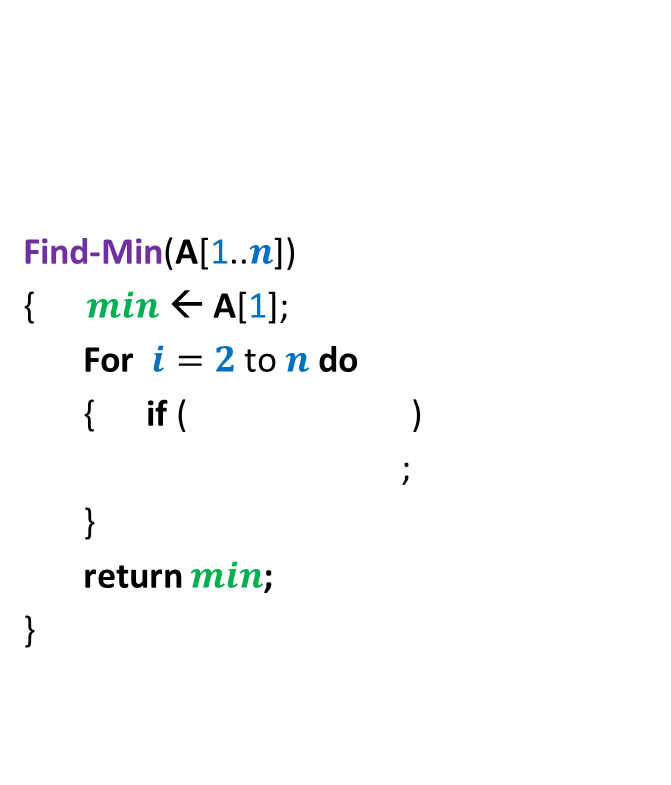 Find-Min(A[1..n])
{ min ← A[1];
For i = 2 to n do
{ if ( )
;
}
return min;
}